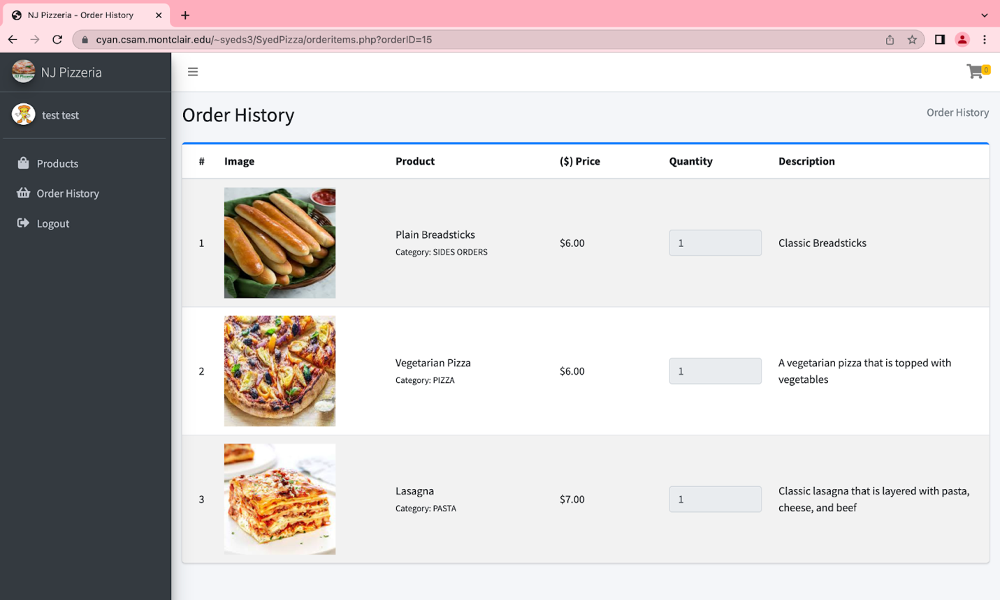 NJ Pizzeria - Order History
cyan.csam.montclair.edu/~syeds3/SyedPizza/orderitems.php?orderID=15
NJ Pizzeria
0
test test
Order History
Order History
Products
Order History
Logout
# Image Product ($) Price Quantity Description
1 Plain Breadsticks $6.00 1 Classic Breadsticks
Category: SIDES ORDERS
2 Vegetarian Pizza $6.00 1 A vegetarian pizza that is topped with
vegetables
Category: PIZZA
3 Lasagna $7.00 1 Classic lasagna that is layered with pasta,
cheese, and beef
Category: PASTA